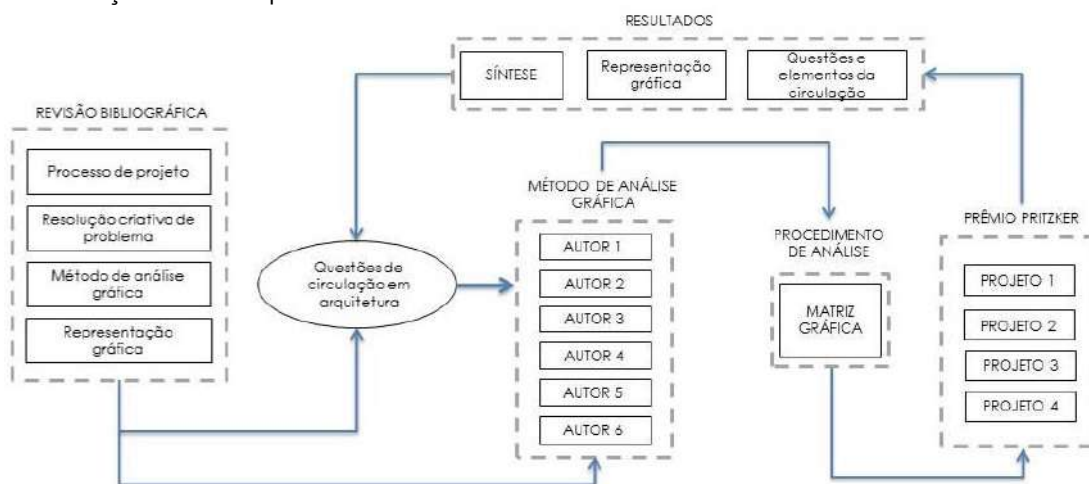 RESULTADOS
SÍNTESE
Representação
gráfica
Questões e
elementos da
circulação
REVISÃO BIBLIOGRÁFICA
Processo de projeto
Resolução criativa de
problema
Método de análise
gráfica
Representação
gráfica
Questões de
circulação em
arquitetura
MÉTODO DE ANÁLISE
GRÁFICA
AUTOR 1
AUTOR 2
AUTOR 3
AUTOR 4
AUTOR 5
AUTOR 6
PROCEDIMENTO
DE ANÁLISE
MATRIZ
GRÁFICA
PRÊMIO PRITZKER
PROJETO 1
PROJETO 2
PROJETO 3
PROJETO 4